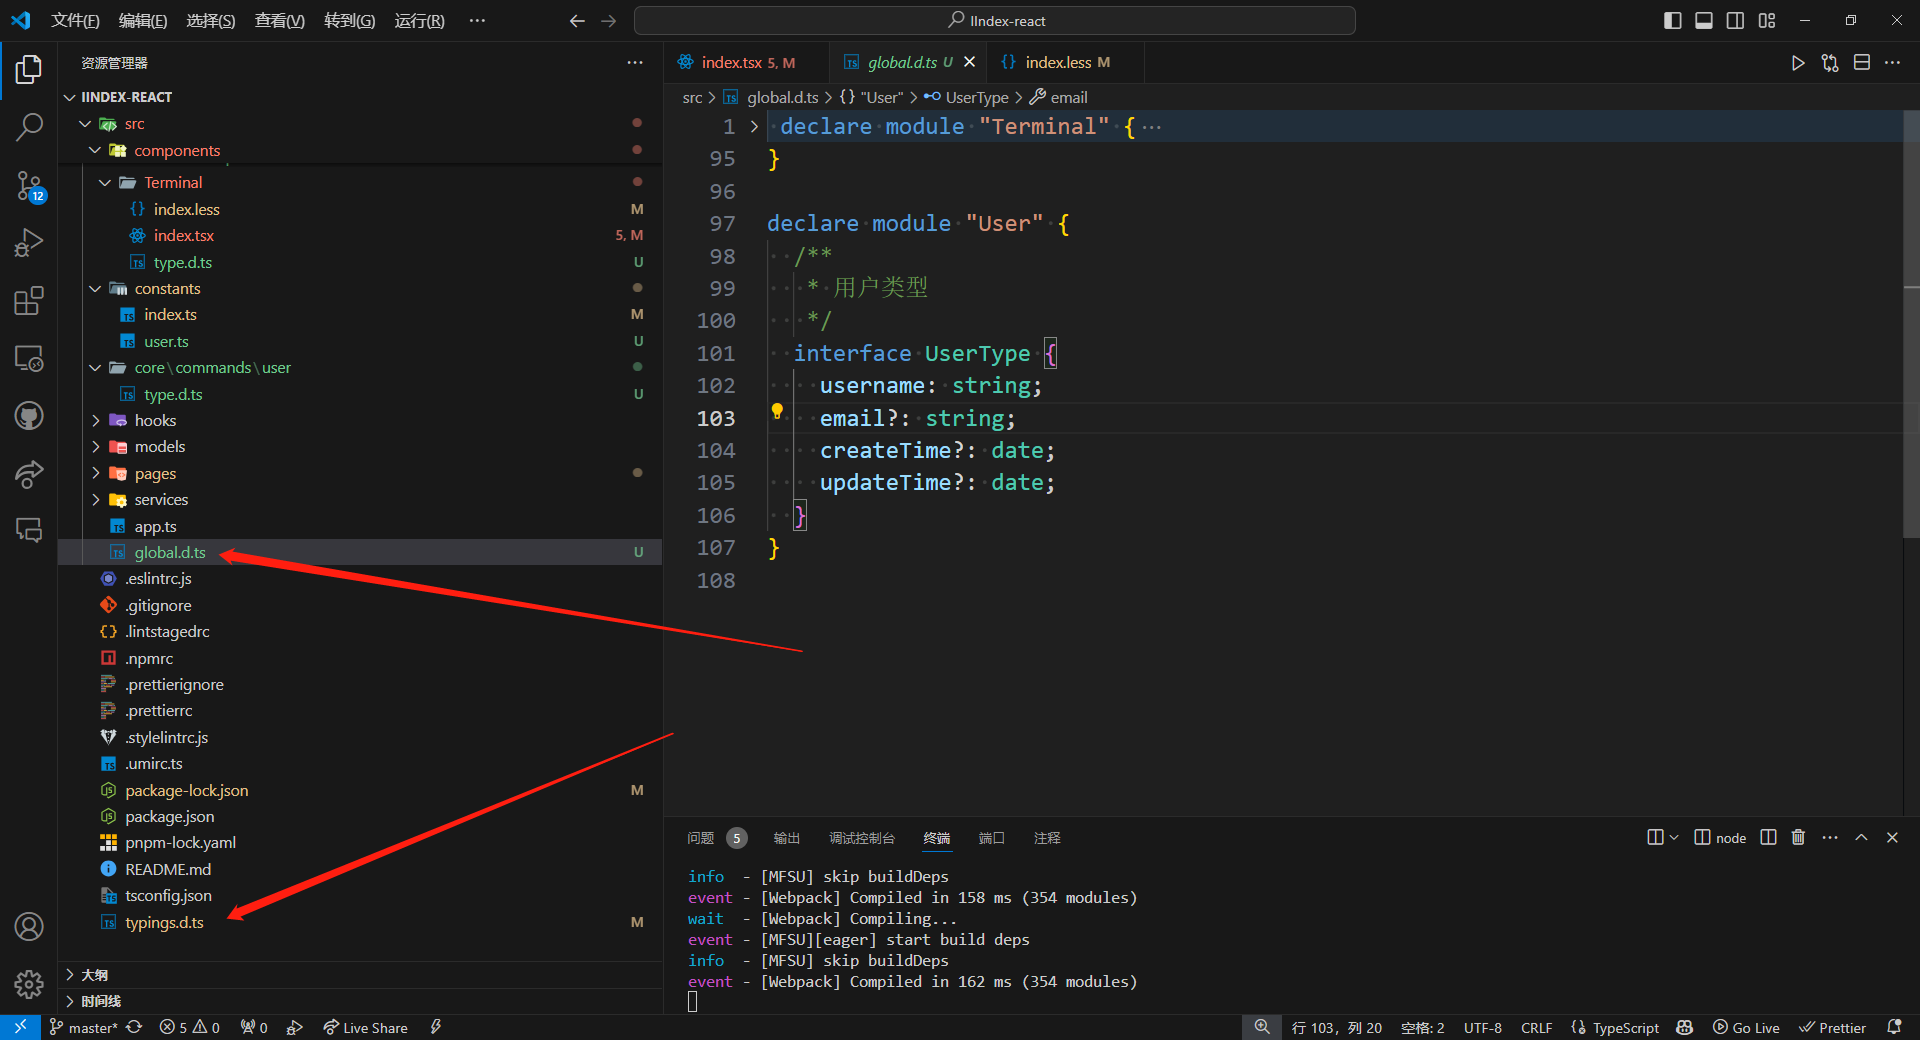 文件(F) 编辑(E) 选择(S) 查看(V) 转到(G) 运行(R) ··· IIndex-react
资源管理器 ···
IINDEX-REACT
src
components
Terminal
index.less M
index.tsx 5, M
type.d.ts U
constants
index.ts M
user.ts U
core\commands\user
type.d.ts U
hooks
models
pages
services
app.ts
global.d.ts U
.eslintrc.js
.gitignore
.lintstagedrc
.npmrc
.prettierignore
.prettierrc
.stylelintrc.js
.umirc.ts
package-lock.json M
package.json
pnpm-lock.yaml
README.md
tsconfig.json
typings.d.ts M
大纲
时间线
12
index.tsx 5, M global.d.ts U index.less M
src > global.d.ts > {} "User" > UserType > email
1 declare module "Terminal" {···
95 }
96
97 declare module "User" {
98 /**
99 * 用户类型
100 */
101 interface UserType {
102 username: string;
103 email?: string;
104 createTime?: date;
105 updateTime?: date;
106 }
107 }
108
问题 5 输出 调试控制台 终端 端口 注释 node
info - [MFSU] skip buildDeps
event - [Webpack] Compiled in 158 ms (354 modules)
wait - [Webpack] Compiling...
event - [MFSU][eager] start build deps
info - [MFSU] skip buildDeps
event - [Webpack] Compiled in 162 ms (354 modules)
master* 5 0 0 Live Share 行 103，列 20 空格: 2 UTF-8 CRLF TypeScript Go Live Prettier